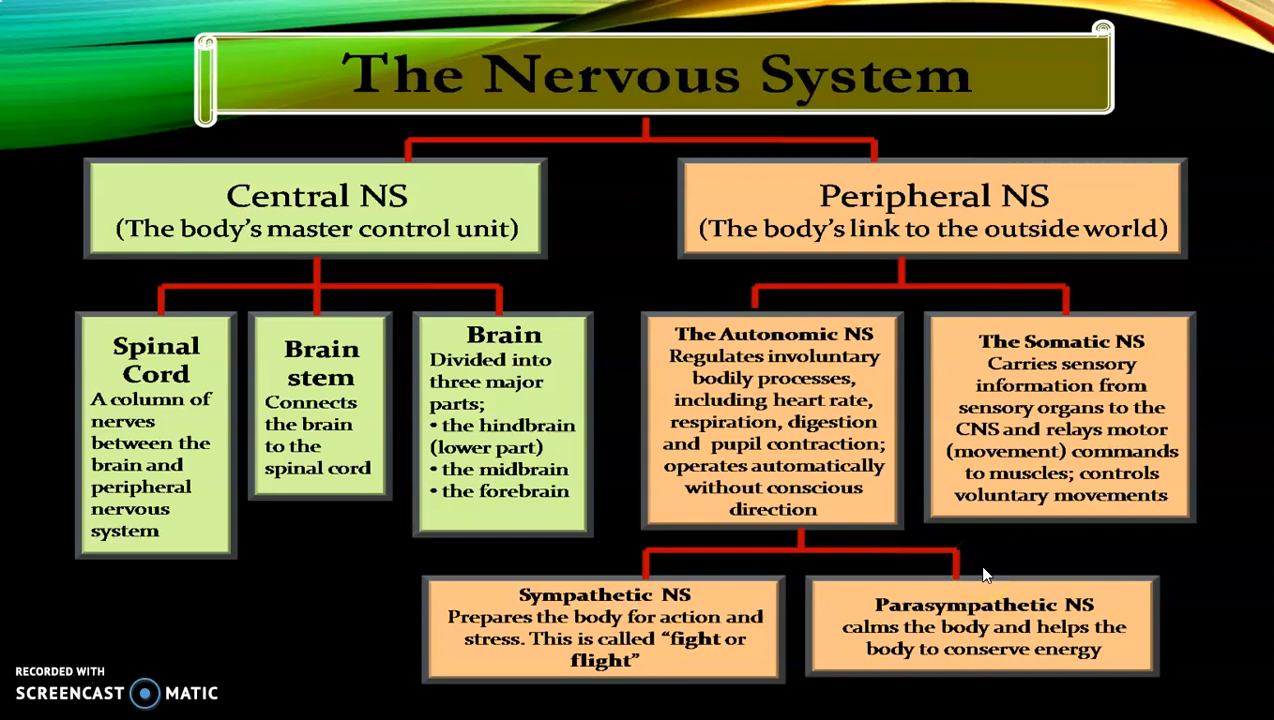 The Nervous System
Central NS
(The body's master control unit)
Peripheral NS
(The body's link to the outside world)
Spinal
Cord
A column of
nerves
between the
brain and
peripheral
nervous
system
Brain
stem
Connects
the brain
to the
spinal cord
Brain
Divided into
three major
parts;
• the hindbrain
(lower part)
• the midbrain
• the forebrain
The Autonomic NS
Regulates involuntary
bodily processes,
including heart rate,
respiration, digestion
and pupil contraction;
operates automatically
without conscious
direction
The Somatic NS
Carries sensory
information from
sensory organs to the
CNS and relays motor
(movement) commands
to muscles; controls
voluntary movements
Sympathetic NS
Prepares the body for action and
stress. This is called “fight or
flight”
Parasympathetic NS
calms the body and helps the
body to conserve energy
RECORDED WITH
SCREENCAST MATIC